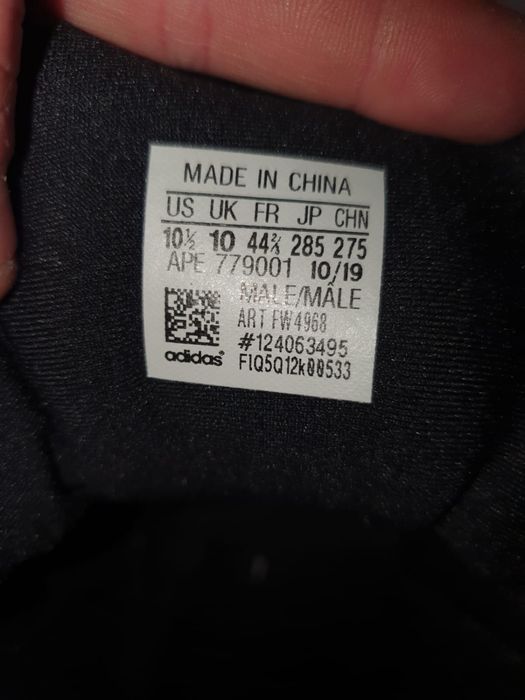 MADE IN CHINA
US UK FR JP CHN
10½ 10 44⅔ 285 275
APE 779001 10/19
MALE/MÂLE
ART FW4968
#124063495
adidas® FIQ5Q12k00533